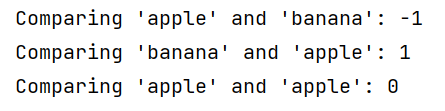 Comparing 'apple' and 'banana': -1
Comparing 'banana' and 'apple': 1
Comparing 'apple' and 'apple': 0